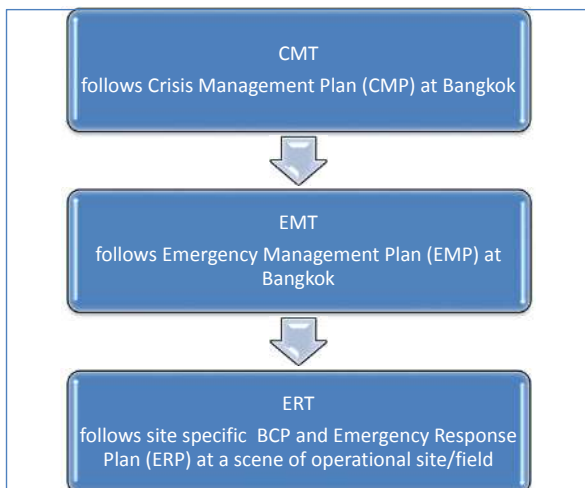 CMT
follows Crisis Management Plan (CMP) at Bangkok
EMT
follows Emergency Management Plan (EMP) at
Bangkok
ERT
follows site specific BCP and Emergency Response
Plan (ERP) at a scene of operational site/field